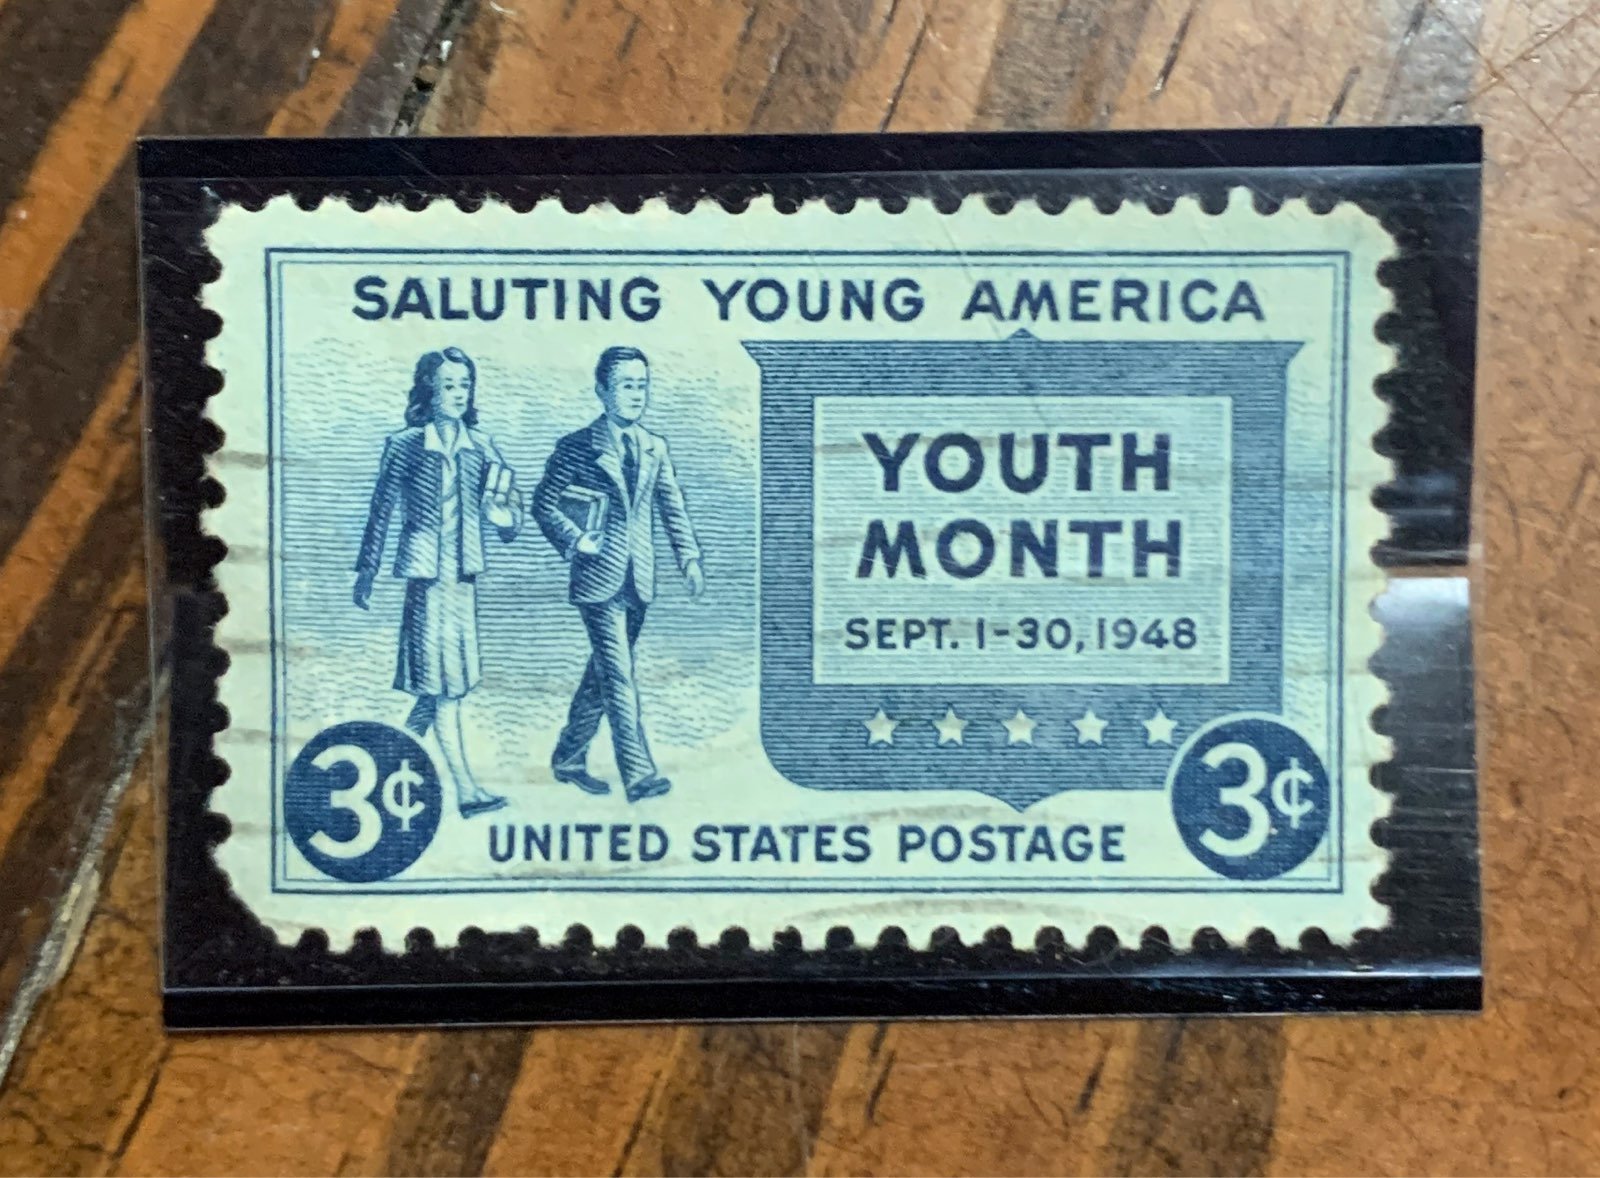 SALUTING YOUNG AMERICA
YOUTH
MONTH
SEPT. 1-30, 1948
3¢
UNITED STATES POSTAGE
3¢